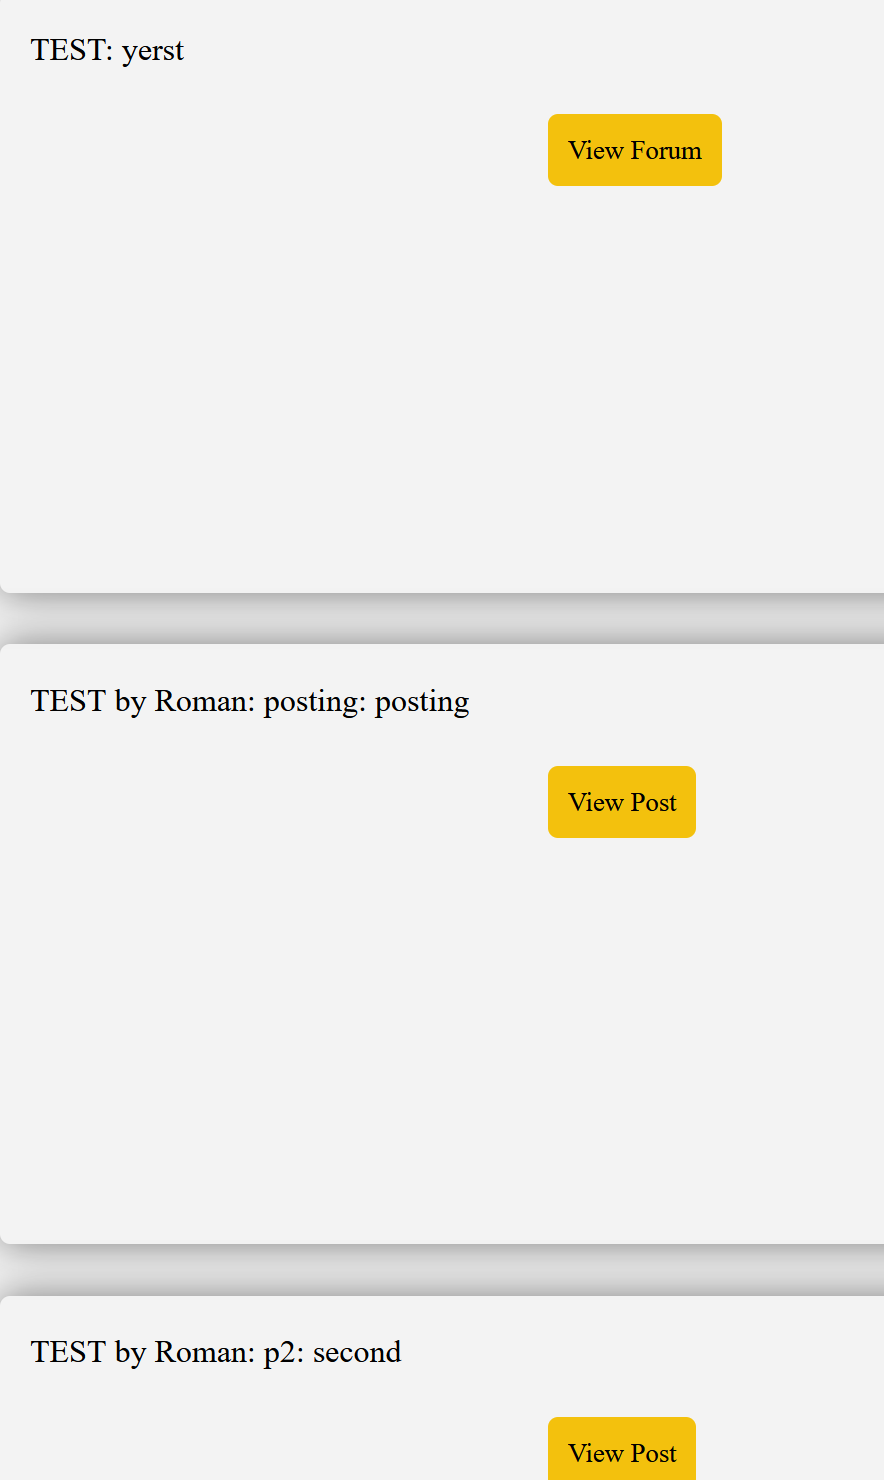 TEST: yerst
View Forum
TEST by Roman: posting: posting
View Post
TEST by Roman: p2: second
View Post